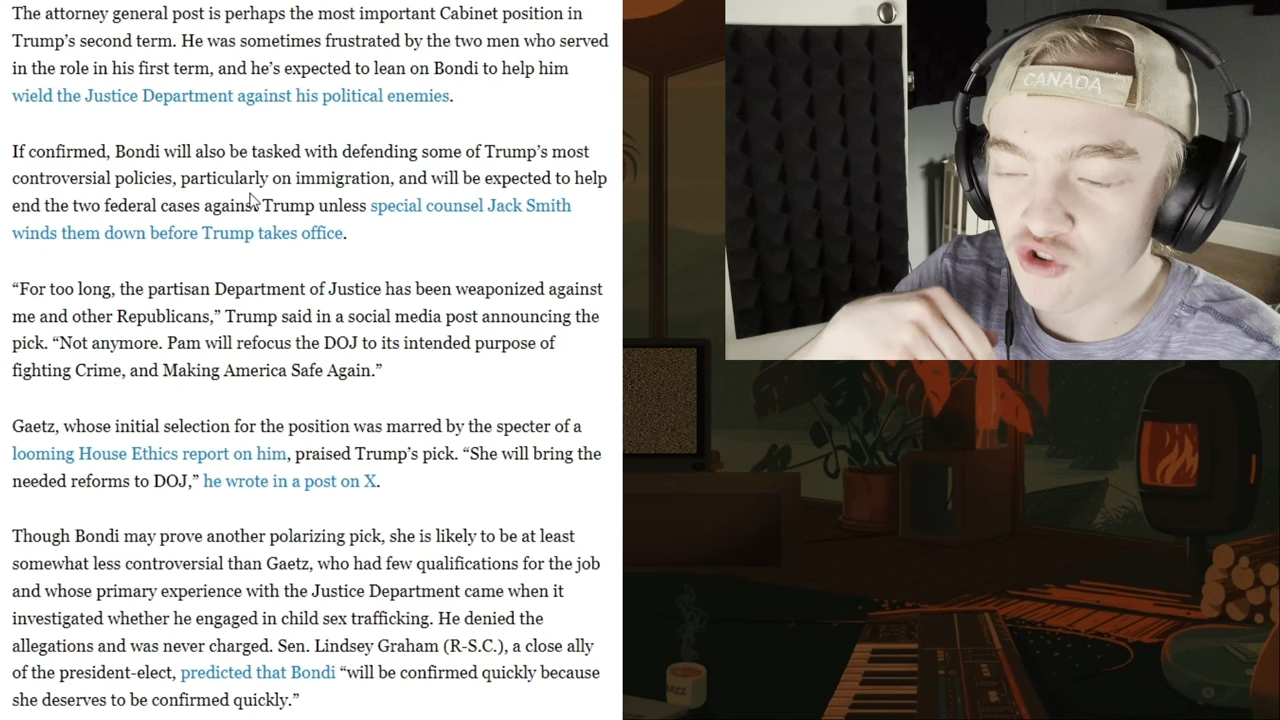 The attorney general post is perhaps the most important Cabinet position in
Trump’s second term. He was sometimes frustrated by the two men who served
in the role in his first term, and he’s expected to lean on Bondi to help him
wield the Justice Department against his political enemies.
If confirmed, Bondi will also be tasked with defending some of Trump’s most
controversial policies, particularly on immigration, and will be expected to help
end the two federal cases against Trump unless special counsel Jack Smith
winds them down before Trump takes office.
“For too long, the partisan Department of Justice has been weaponized against
me and other Republicans,” Trump said in a social media post announcing the
pick. “Not anymore. Pam will refocus the DOJ to its intended purpose of
fighting Crime, and Making America Safe Again.”
Gaetz, whose initial selection for the position was marred by the specter of a
looming House Ethics report on him, praised Trump’s pick. “She will bring the
needed reforms to DOJ,” he wrote in a post on X.
Though Bondi may prove another polarizing pick, she is likely to be at least
somewhat less controversial than Gaetz, who had few qualifications for the job
and whose primary experience with the Justice Department came when it
investigated whether he engaged in child sex trafficking. He denied the
allegations and was never charged. Sen. Lindsey Graham (R-S.C.), a close ally
of the president-elect, predicted that Bondi “will be confirmed quickly because
she deserves to be confirmed quickly.”
CANADA
JAZZ